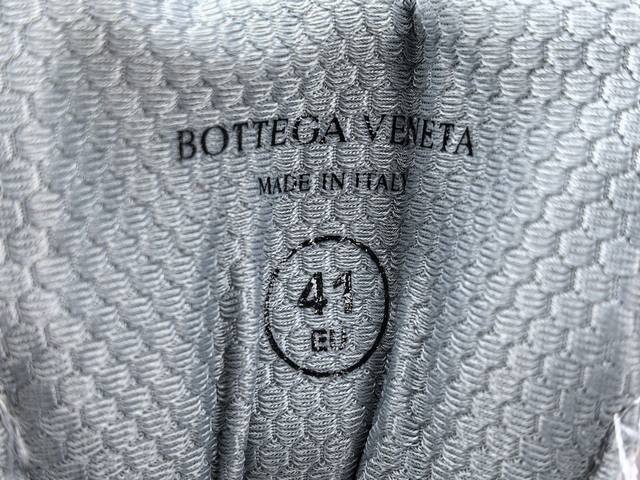 BOTTEGA VENETA
MADE IN ITALY
41
EU